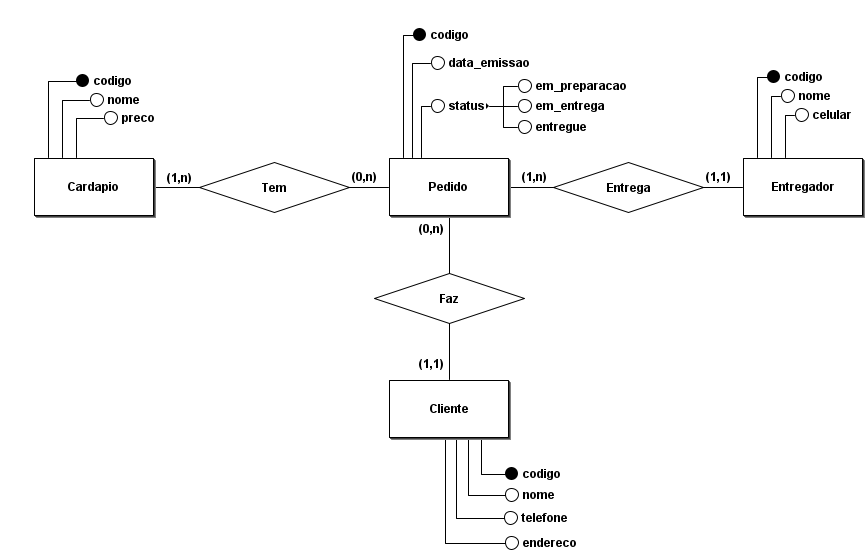 codigo
data_emissao
status
em_preparacao
em_entrega
entregue
codigo
nome
preco
codigo
nome
celular
Cardapio
(1,n)
Tem
(0,n)
Pedido
(1,n)
Entrega
(1,1)
Entregador
(0,n)
Faz
(1,1)
Cliente
codigo
nome
telefone
endereco